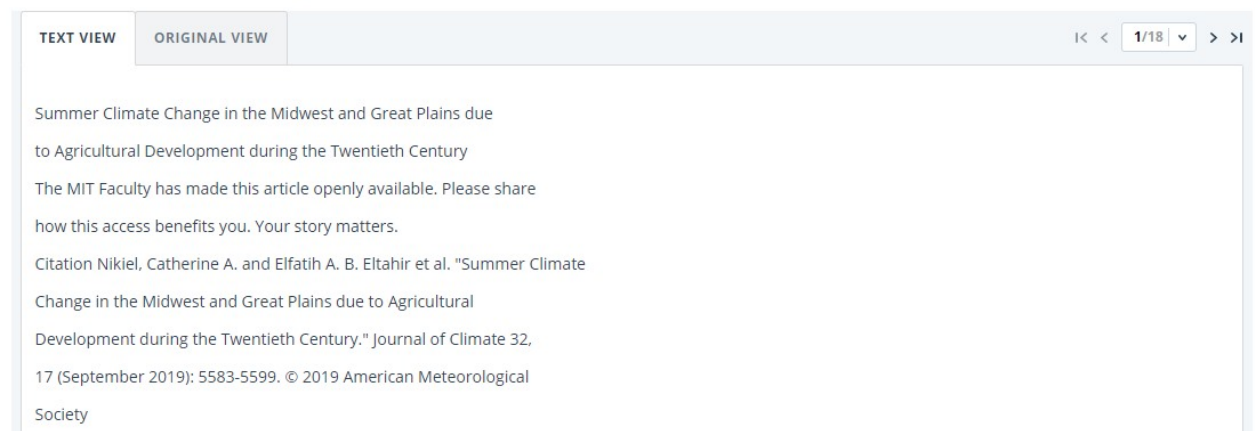 TEXT VIEW ORIGINAL VIEW 1/18
Summer Climate Change in the Midwest and Great Plains due
to Agricultural Development during the Twentieth Century
The MIT Faculty has made this article openly available. Please share
how this access benefits you. Your story matters.
Citation Nikiel, Catherine A. and Elfatih A. B. Eltahir et al. "Summer Climate
Change in the Midwest and Great Plains due to Agricultural
Development during the Twentieth Century." Journal of Climate 32,
17 (September 2019): 5583-5599. © 2019 American Meteorological
Society